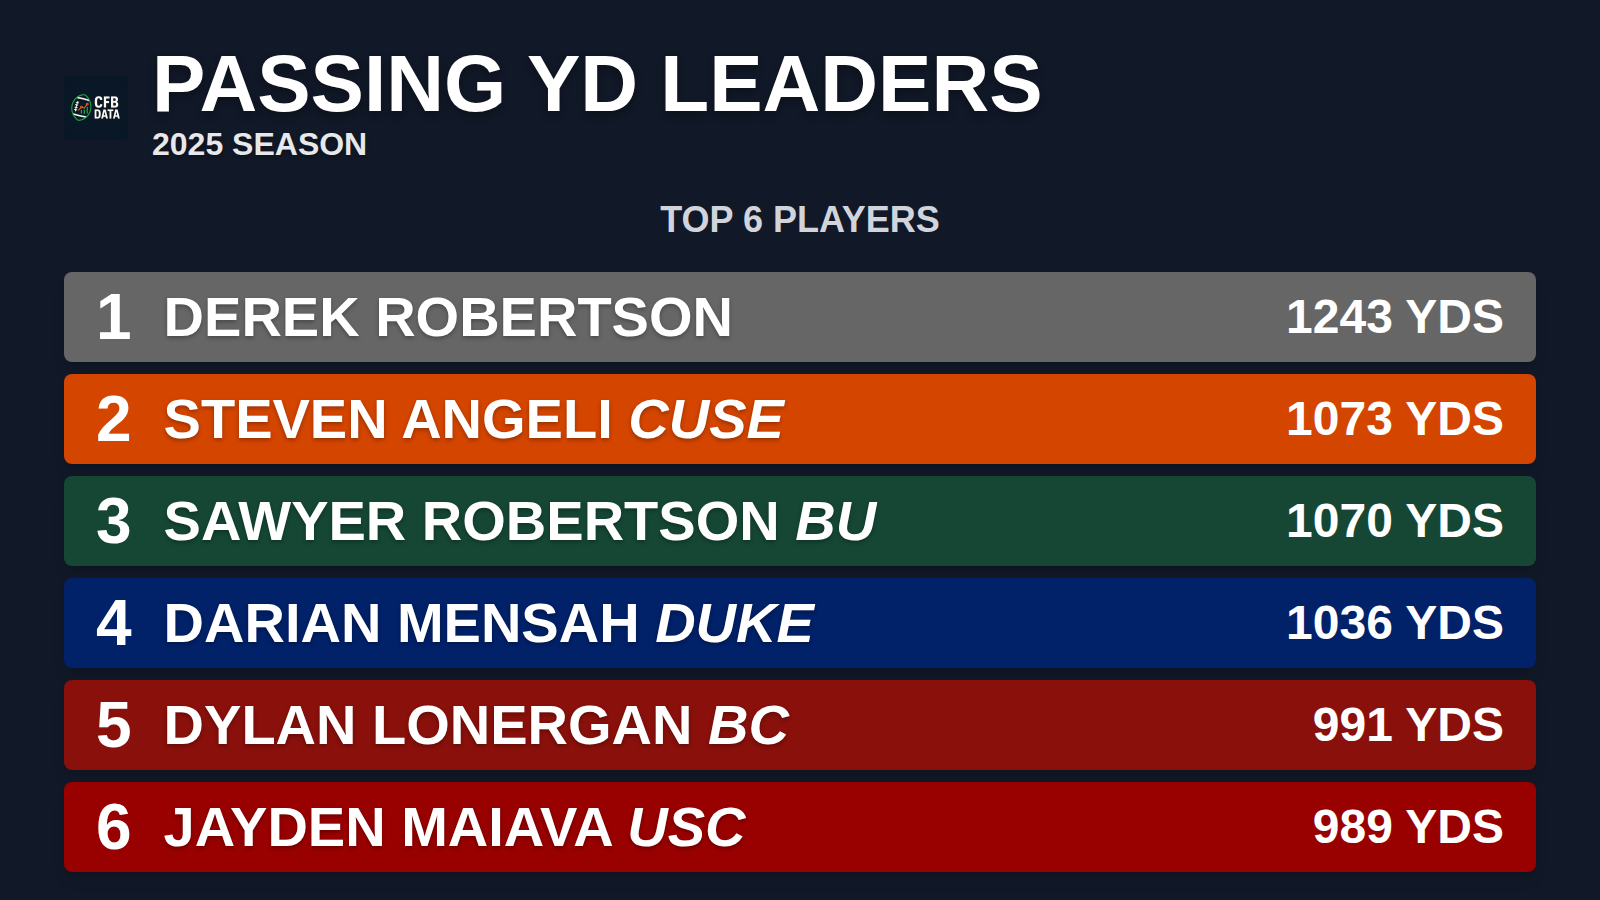 CFB
DATA
PASSING YD LEADERS
2025 SEASON
TOP 6 PLAYERS
1 DEREK ROBERTSON 1243 YDS
2 STEVEN ANGELI CUSE 1073 YDS
3 SAWYER ROBERTSON BU 1070 YDS
4 DARIAN MENSAH DUKE 1036 YDS
5 DYLAN LONERGAN BC 991 YDS
6 JAYDEN MAIAVA USC 989 YDS